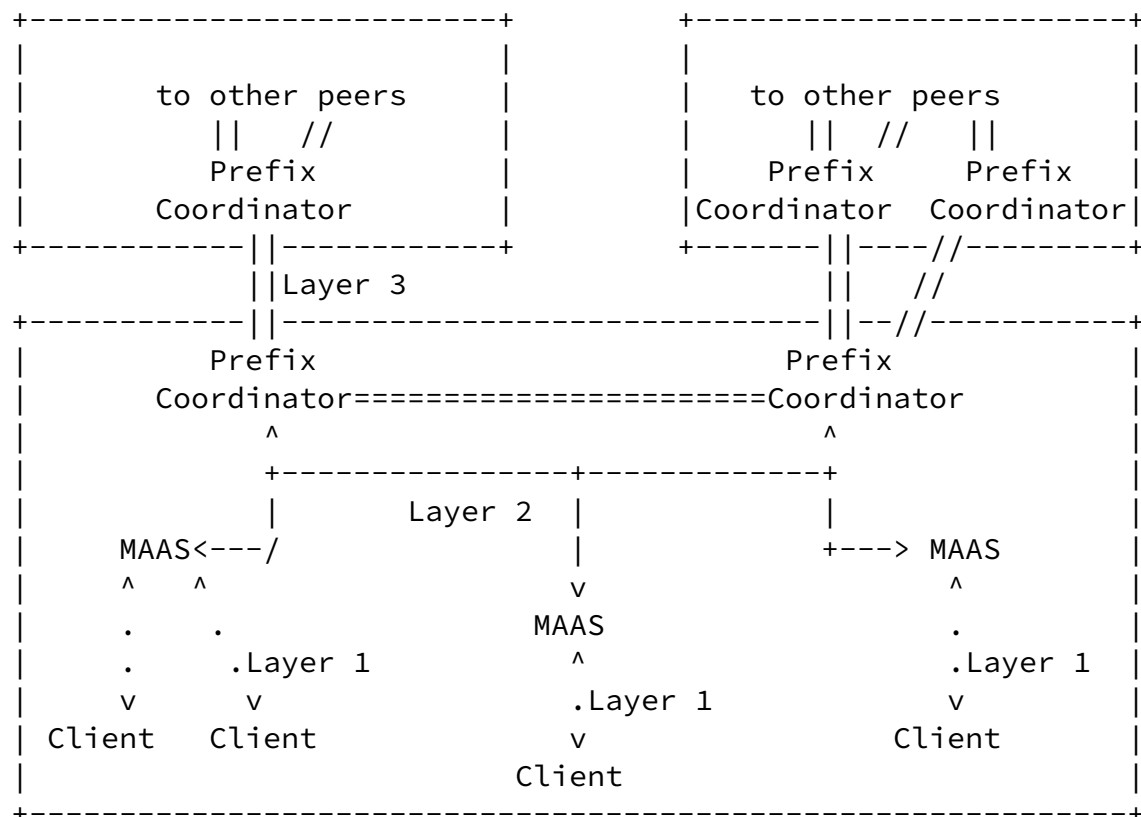 to other peers to other peers
Prefix Prefix Prefix
Coordinator Coordinator Coordinator
Layer 3
Prefix Prefix
Coordinator Coordinator
Layer 2
MAAS MAAS
MAAS
Layer 1 Layer 1
Layer 1
Client Client Client
Client